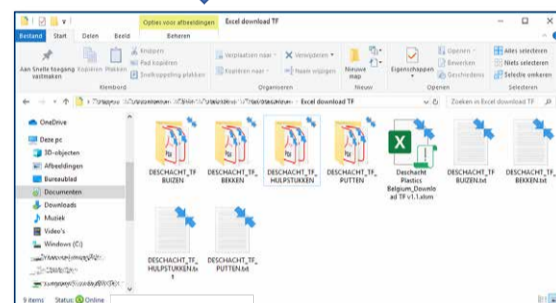 Opties voor afbeeldingen Excel download TF
Bestand Start Delen Beeld Beheren
Aan Snelle toegang vastmaken
Kopiëren
Plakken
Knippen
Pad kopiëren
Snelkoppeling plakken
Verplaatsen naar
Kopiëren naar
Verwijderen
Naam wijzigen
Nieuwe map
Eigenschappen
Openen
Bewerken
Geschiedenis
Alles selecteren
Niets selecteren
Selectie omkeren
Klembord Organiseren Nieuw Openen Selecteren
Excel download TF Zoeken in Excel download TF
OneDrive
Deze pc
3D-objecten
Afbeeldingen
Bureaublad
Documenten
Downloads
Muziek
Video's
Windows (C:)
DESCHACHT_TF_BUIZEN
DESCHACHT_TF_BEKKEN
DESCHACHT_TF_HULPSTUKKEN
DESCHACHT_TF_PUTTEN
Deschacht Plastics Belgium_Download TF v1.1.xlsm
DESCHACHT_TF_BUIZEN.txt
DESCHACHT_TF_BEKKEN.txt
DESCHACHT_TF_HULPSTUKKEN.txt
DESCHACHT_TF_PUTTEN.txt
9 items Status: Online